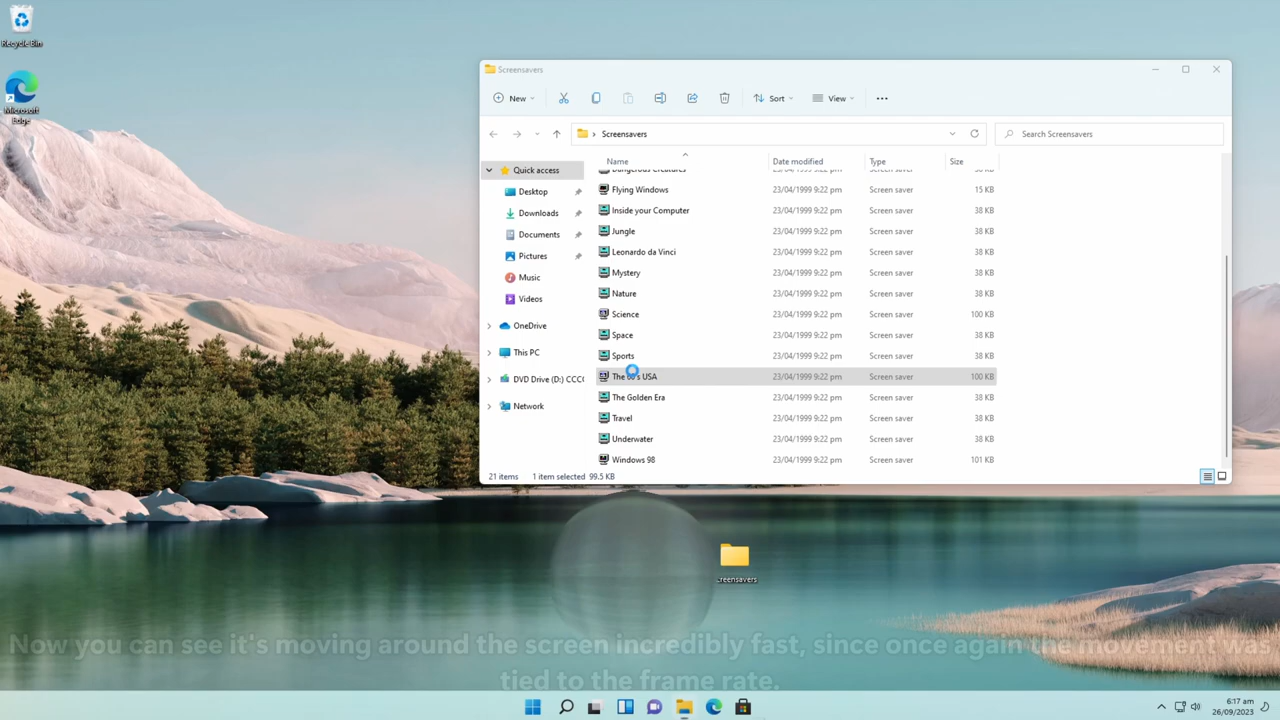 Recycle Bin
Microsoft
Edge
Screensavers
New
Sort
View
Screensavers
Search Screensavers
Name
Date modified
Type
Size
Quick access
Desktop
Downloads
Documents
Pictures
Music
Videos
OneDrive
This PC
DVD Drive (D:) CCC
Network
Dangerous Creatures
Flying Windows 23/04/1999 9:22 pm Screen saver 15 KB
Inside your Computer 23/04/1999 9:22 pm Screen saver 38 KB
Jungle 23/04/1999 9:22 pm Screen saver 38 KB
Leonardo da Vinci 23/04/1999 9:22 pm Screen saver 38 KB
Mystery 23/04/1999 9:22 pm Screen saver 38 KB
Nature 23/04/1999 9:22 pm Screen saver 38 KB
Science 23/04/1999 9:22 pm Screen saver 100 KB
Space 23/04/1999 9:22 pm Screen saver 38 KB
Sports 23/04/1999 9:22 pm Screen saver 38 KB
The USA 23/04/1999 9:22 pm Screen saver 100 KB
The Golden Era 23/04/1999 9:22 pm Screen saver 38 KB
Travel 23/04/1999 9:22 pm Screen saver 38 KB
Underwater 23/04/1999 9:22 pm Screen saver 38 KB
Windows 98 23/04/1999 9:22 pm Screen saver 101 KB
21 items 1 item selected 99.5 KB
creensavers
Now you can see it's moving around the screen incredibly fast, since once again the movement was
tied to the frame rate.
6:17 am
26/09/2023